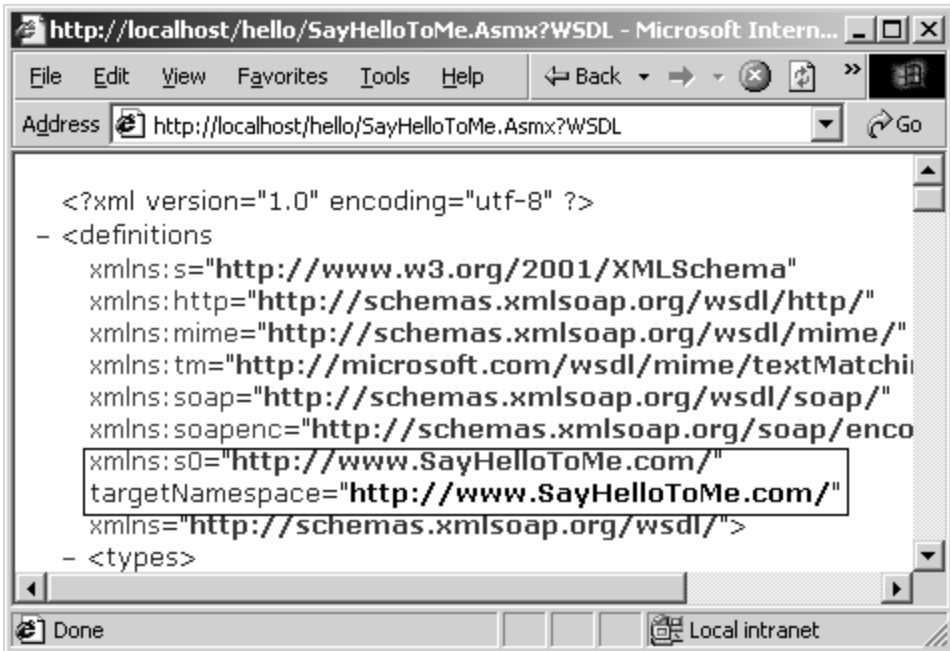 http://localhost/hello/SayHelloToMe.Asmx?WSDL - Microsoft Intern...
File Edit View Favorites Tools Help Back »
Address http://localhost/hello/SayHelloToMe.Asmx?WSDL Go
<?xml version="1.0" encoding="utf-8" ?>
– <definitions
xmlns:s="http://www.w3.org/2001/XMLSchema"
xmlns:http="http://schemas.xmlsoap.org/wsdl/http/"
xmlns:mime="http://schemas.xmlsoap.org/wsdl/mime/"
xmlns:tm="http://microsoft.com/wsdl/mime/textMatchi
xmlns:soap="http://schemas.xmlsoap.org/wsdl/soap/"
xmlns:soapenc="http://schemas.xmlsoap.org/soap/enco
xmlns:s0="http://www.SayHelloToMe.com/"
targetNamespace="http://www.SayHelloToMe.com/"
xmlns="http://schemas.xmlsoap.org/wsdl/">
– <types>
Done Local intranet